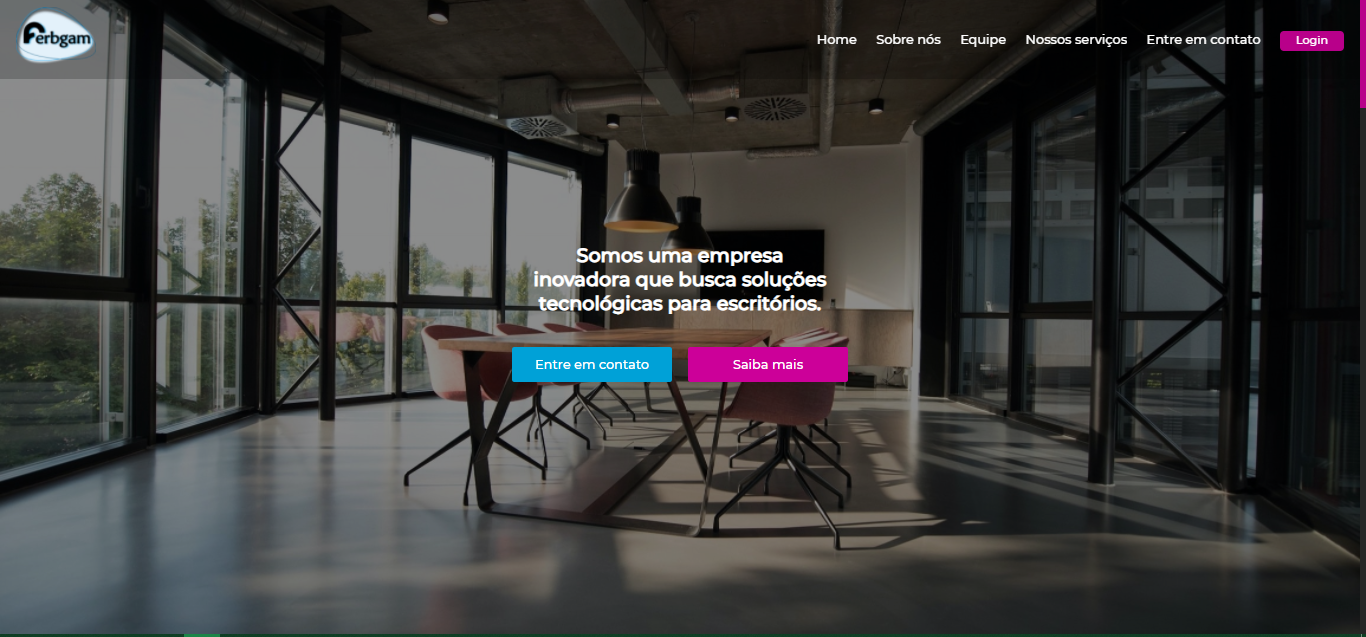 Ferbgam
Home Sobre nós Equipe Nossos serviços Entre em contato Login
Somos uma empresa
inovadora que busca soluções
tecnológicas para escritórios.
Entre em contato Saiba mais